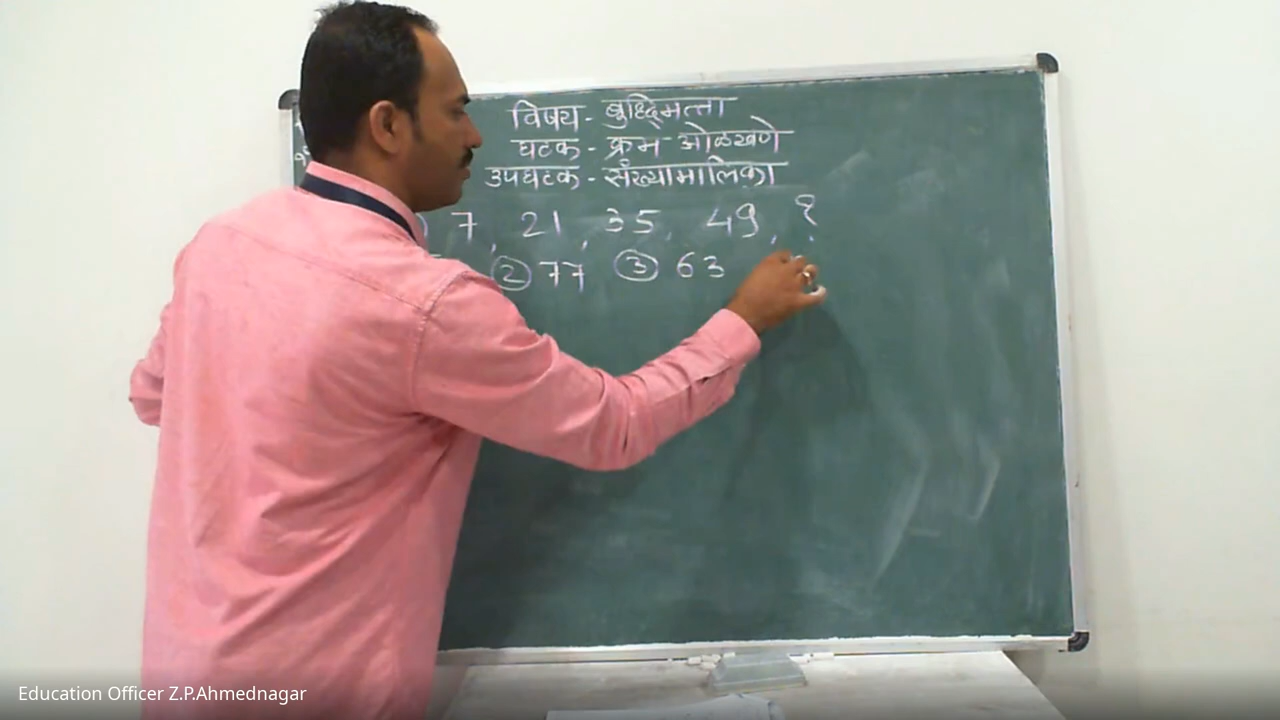 विषय - बुध्दिमत्ता
घटक - क्रम ओळखणे
उपघटक - संख्यामालिका
7, 21, 35, 49, ?
② 77 ③ 63
Education Officer Z.P.Ahmednagar